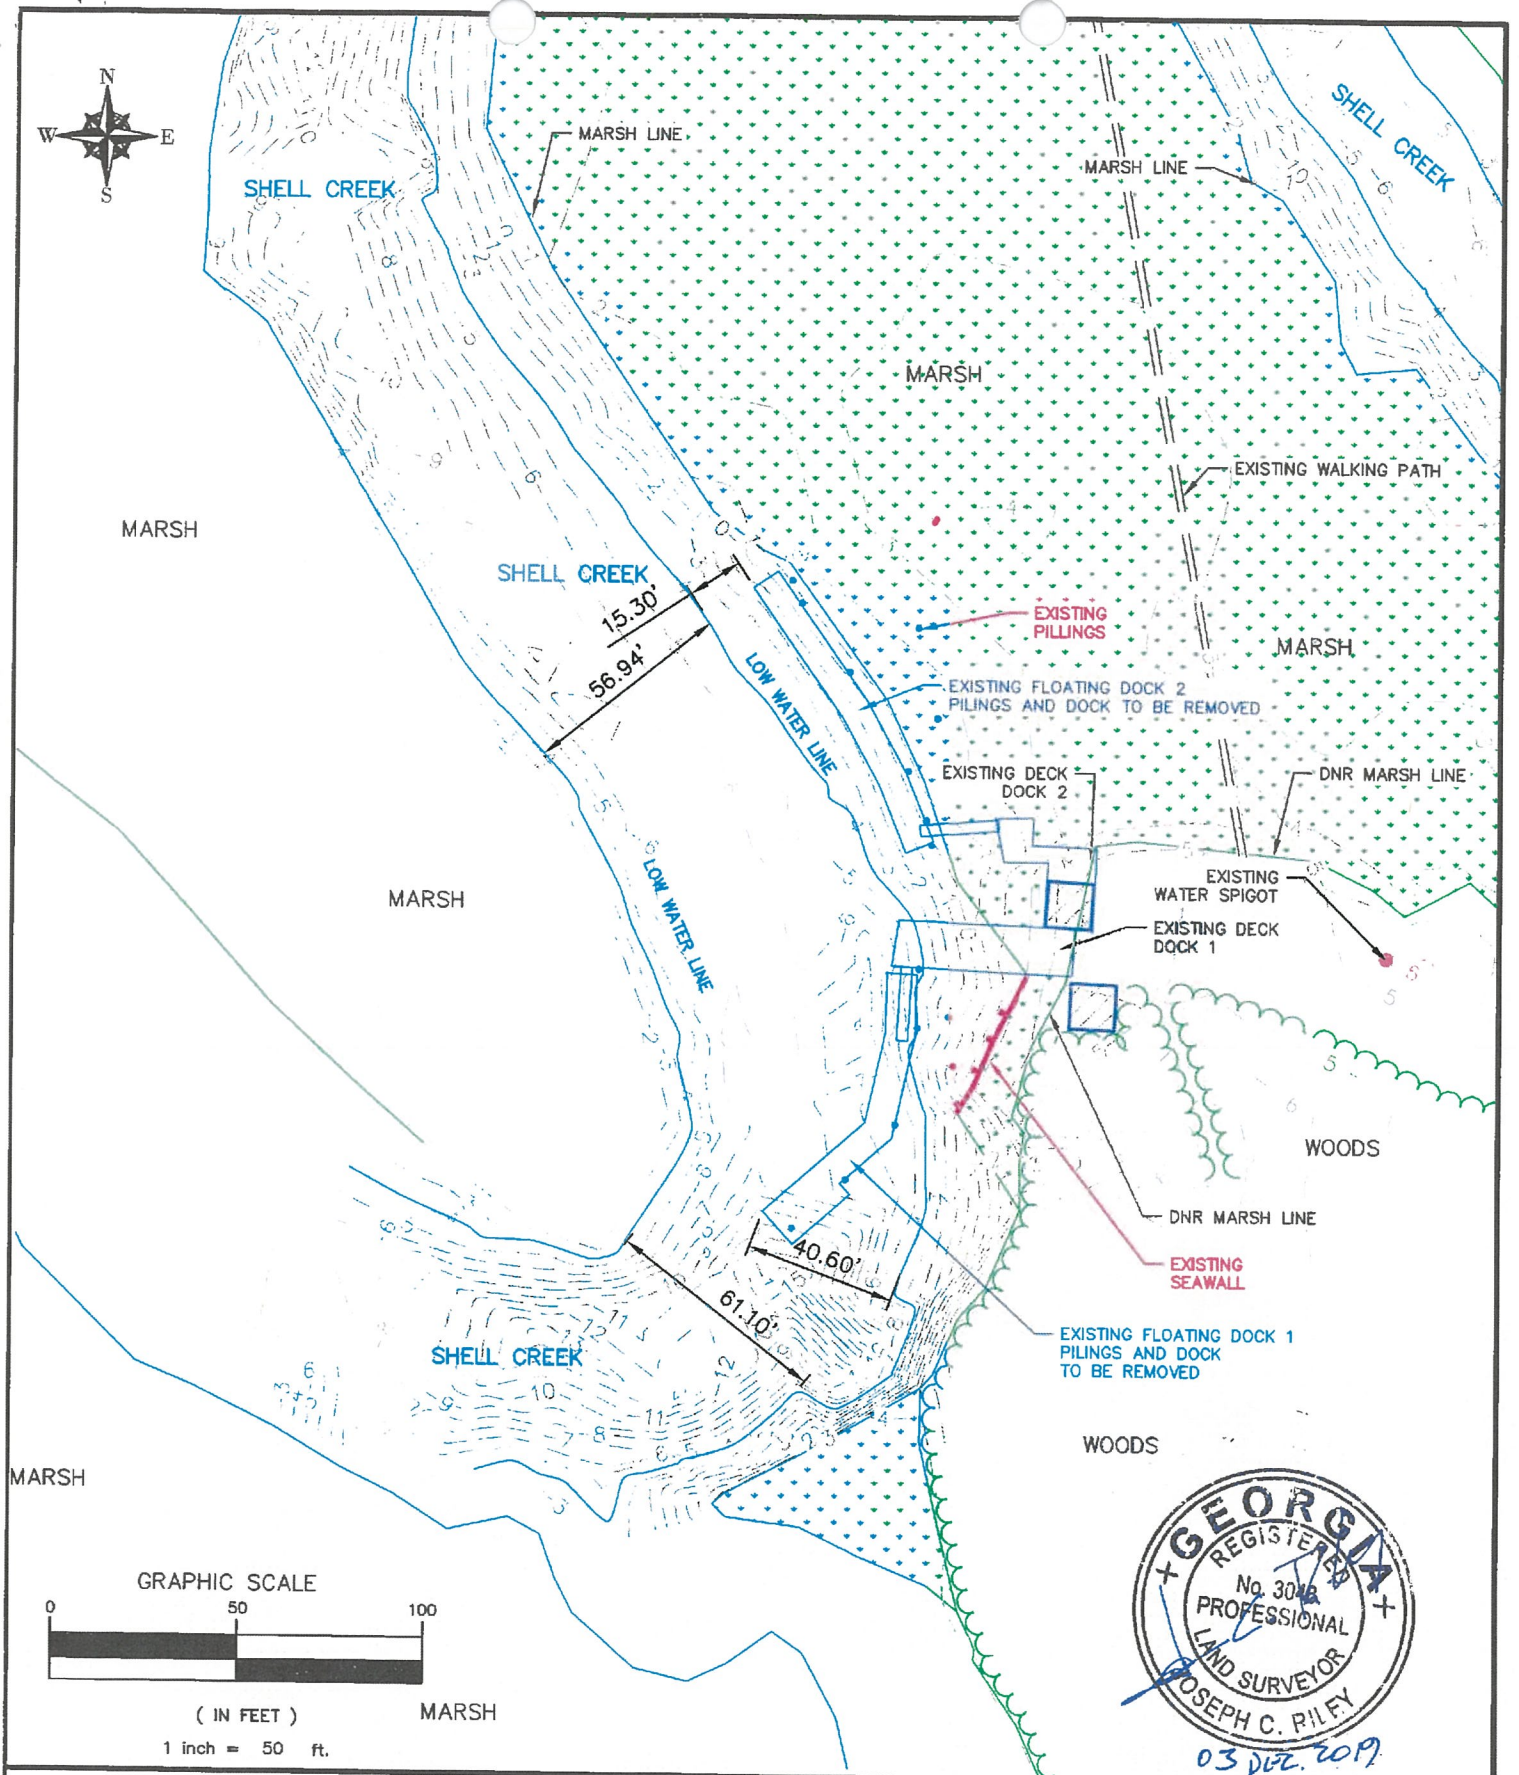 N
W E
S
SHELL CREEK
MARSH LINE
MARSH LINE
SHELL CREEK
MARSH
EXISTING WALKING PATH
MARSH
SHELL CREEK
15.30'
56.94'
EXISTING
PILLINGS
MARSH
LOW WATER LINE
EXISTING FLOATING DOCK 2
PILINGS AND DOCK TO BE REMOVED
EXISTING DECK
DOCK 2
DNR MARSH LINE
MARSH
LOW WATER LINE
EXISTING
WATER SPIGOT
EXISTING DECK
DOCK 1
WOODS
DNR MARSH LINE
EXISTING
SEAWALL
40.60'
61.10'
SHELL CREEK
EXISTING FLOATING DOCK 1
PILINGS AND DOCK
TO BE REMOVED
WOODS
MARSH
GRAPHIC SCALE
0 50 100
( IN FEET )
1 inch = 50 ft.
MARSH
GEORGIA
REGISTERED
PROFESSIONAL
LAND SURVEYOR
JOSEPH C. RILEY
03 DEC. 2019